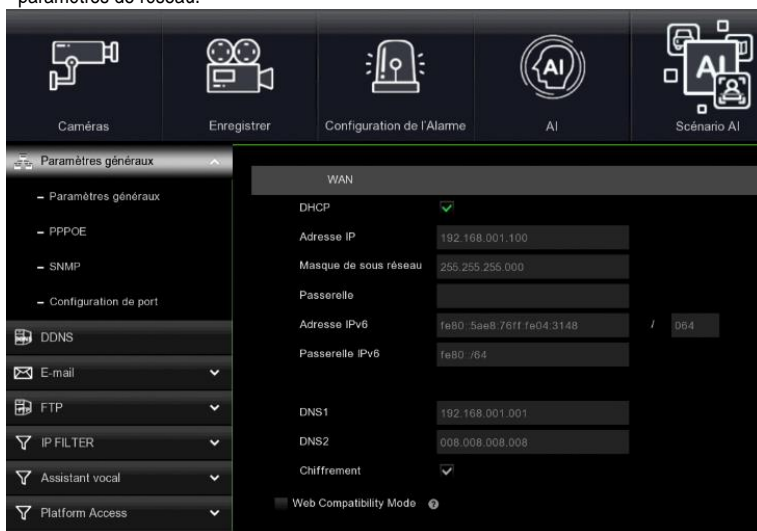 paramètres de réseau.
AI
AI
Caméras
Enregistrer
Configuration de l'Alarme
AI
Scénario AI
Paramètres généraux
– Paramètres généraux
– PPPOE
– SNMP
– Configuration de port
DDNS
E-mail
FTP
IP FILTER
Assistant vocal
Platform Access
WAN
DHCP
Adresse IP 192.168.001.100
Masque de sous réseau 255.255.255.000
Passerelle
Adresse IPv6 fe80::5ae8:76ff:fe04:3148 / 064
Passerelle IPv6 fe80::/64
DNS1 192.168.001.001
DNS2 008.008.008.008
Chiffrement
Web Compatibility Mode ?